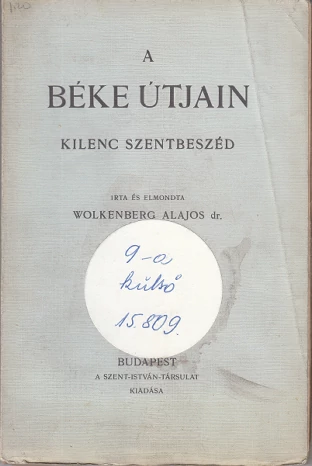 A
BÉKE ÚTJAIN
KILENC SZENTBESZÉD
IRTA ÉS ELMONDTA
WOLKENBERG ALAJOS dr.
9-a
külső
15.809.
BUDAPEST
A SZENT-ISTVÁN-TÁRSULAT
KIADÁSA